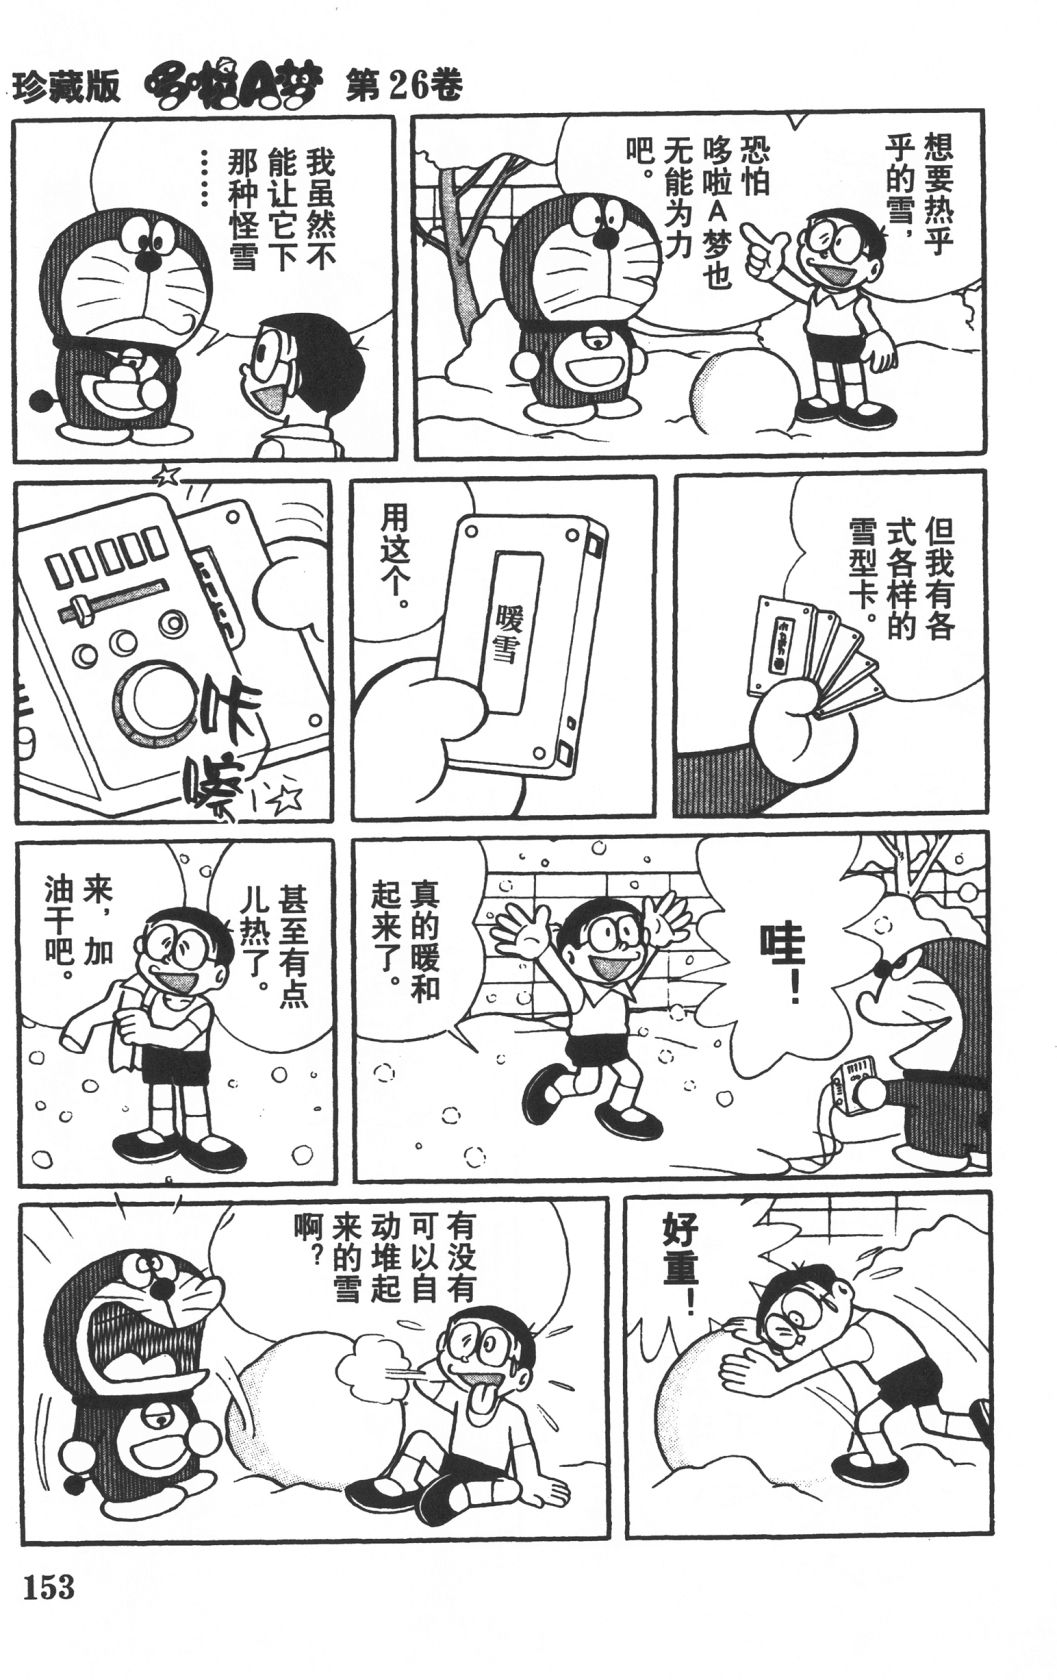 珍藏版 哆啦A梦 第26卷
想要热乎
乎的雪，
恐怕
哆啦A梦也
无能为力
吧。
我虽然不
能让它下
那种怪雪
……
但我有各
式各样的
雪型卡。
用这个。
暖雪
咔
嚓
哇！
真的暖和
起来了。
甚至有点
儿热了。
来，加
油干吧。
好重！
有没有
可以自
动堆起
来的雪
啊？
153